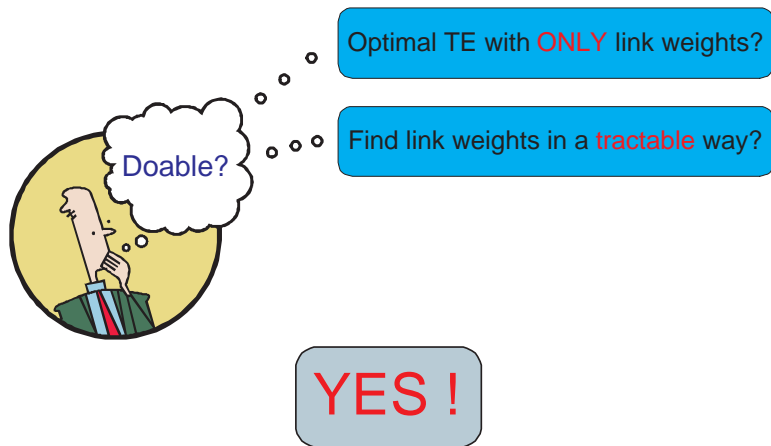 Optimal TE with ONLY link weights?
Find link weights in a tractable way?
Doable?
YES !